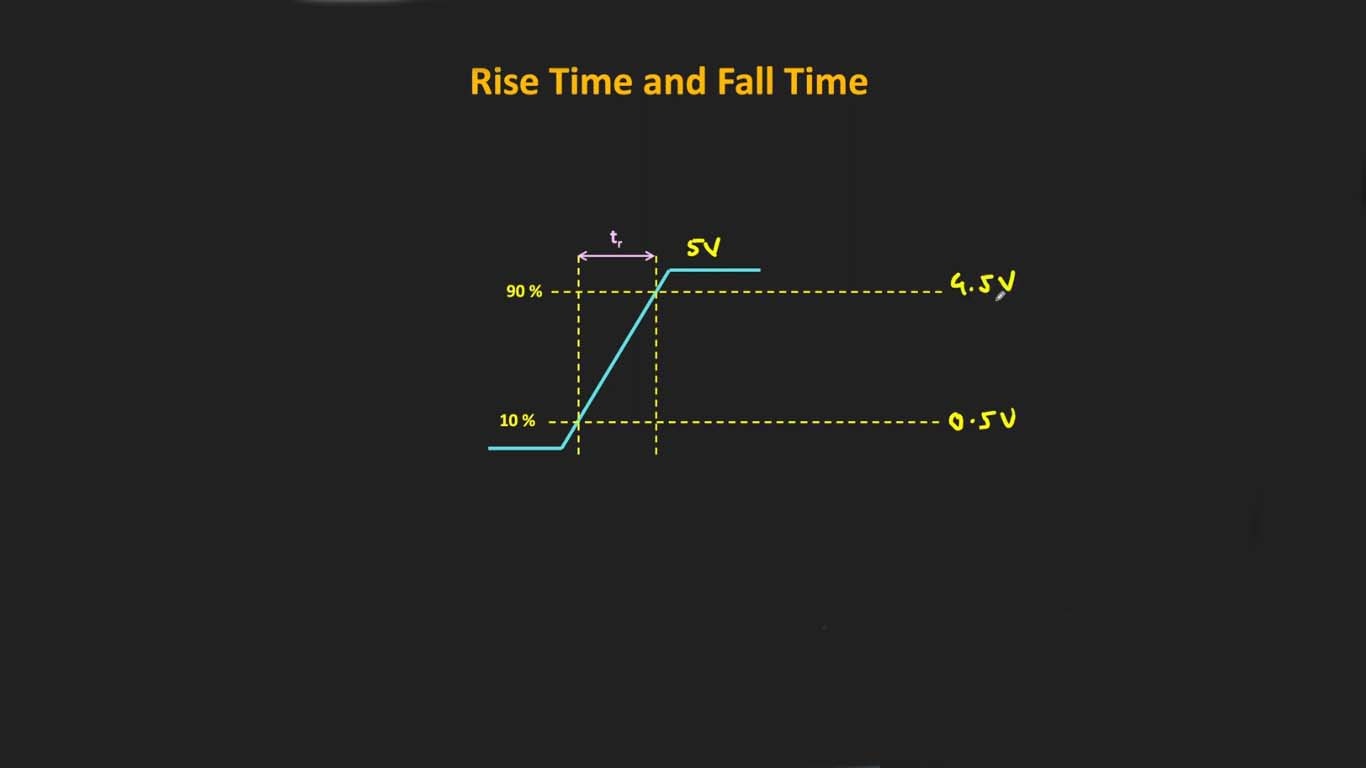 Rise Time and Fall Time
tr
5V
90 %
4.5V
10 %
0.5V